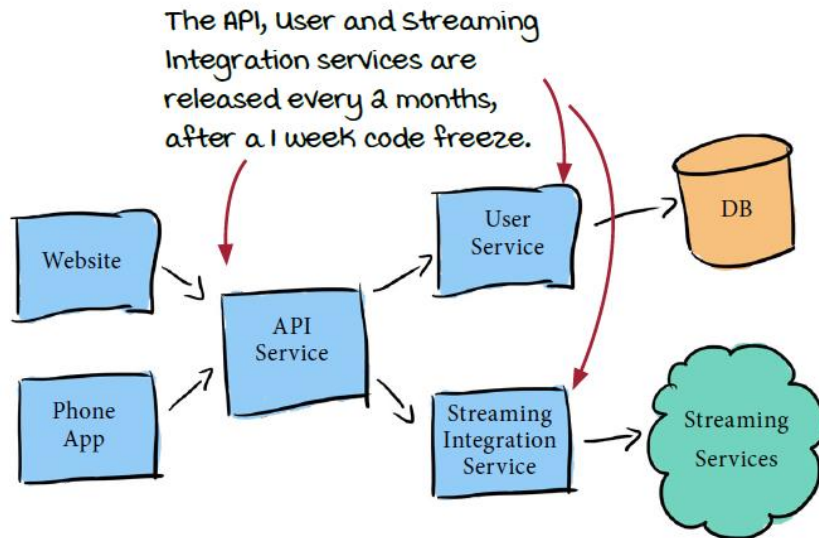 The API, User and Streaming
Integration services are
released every 2 months,
after a 1 week code freeze.
Website
Phone
App
API
Service
User
Service
Streaming
Integration
Service
DB
Streaming
Services